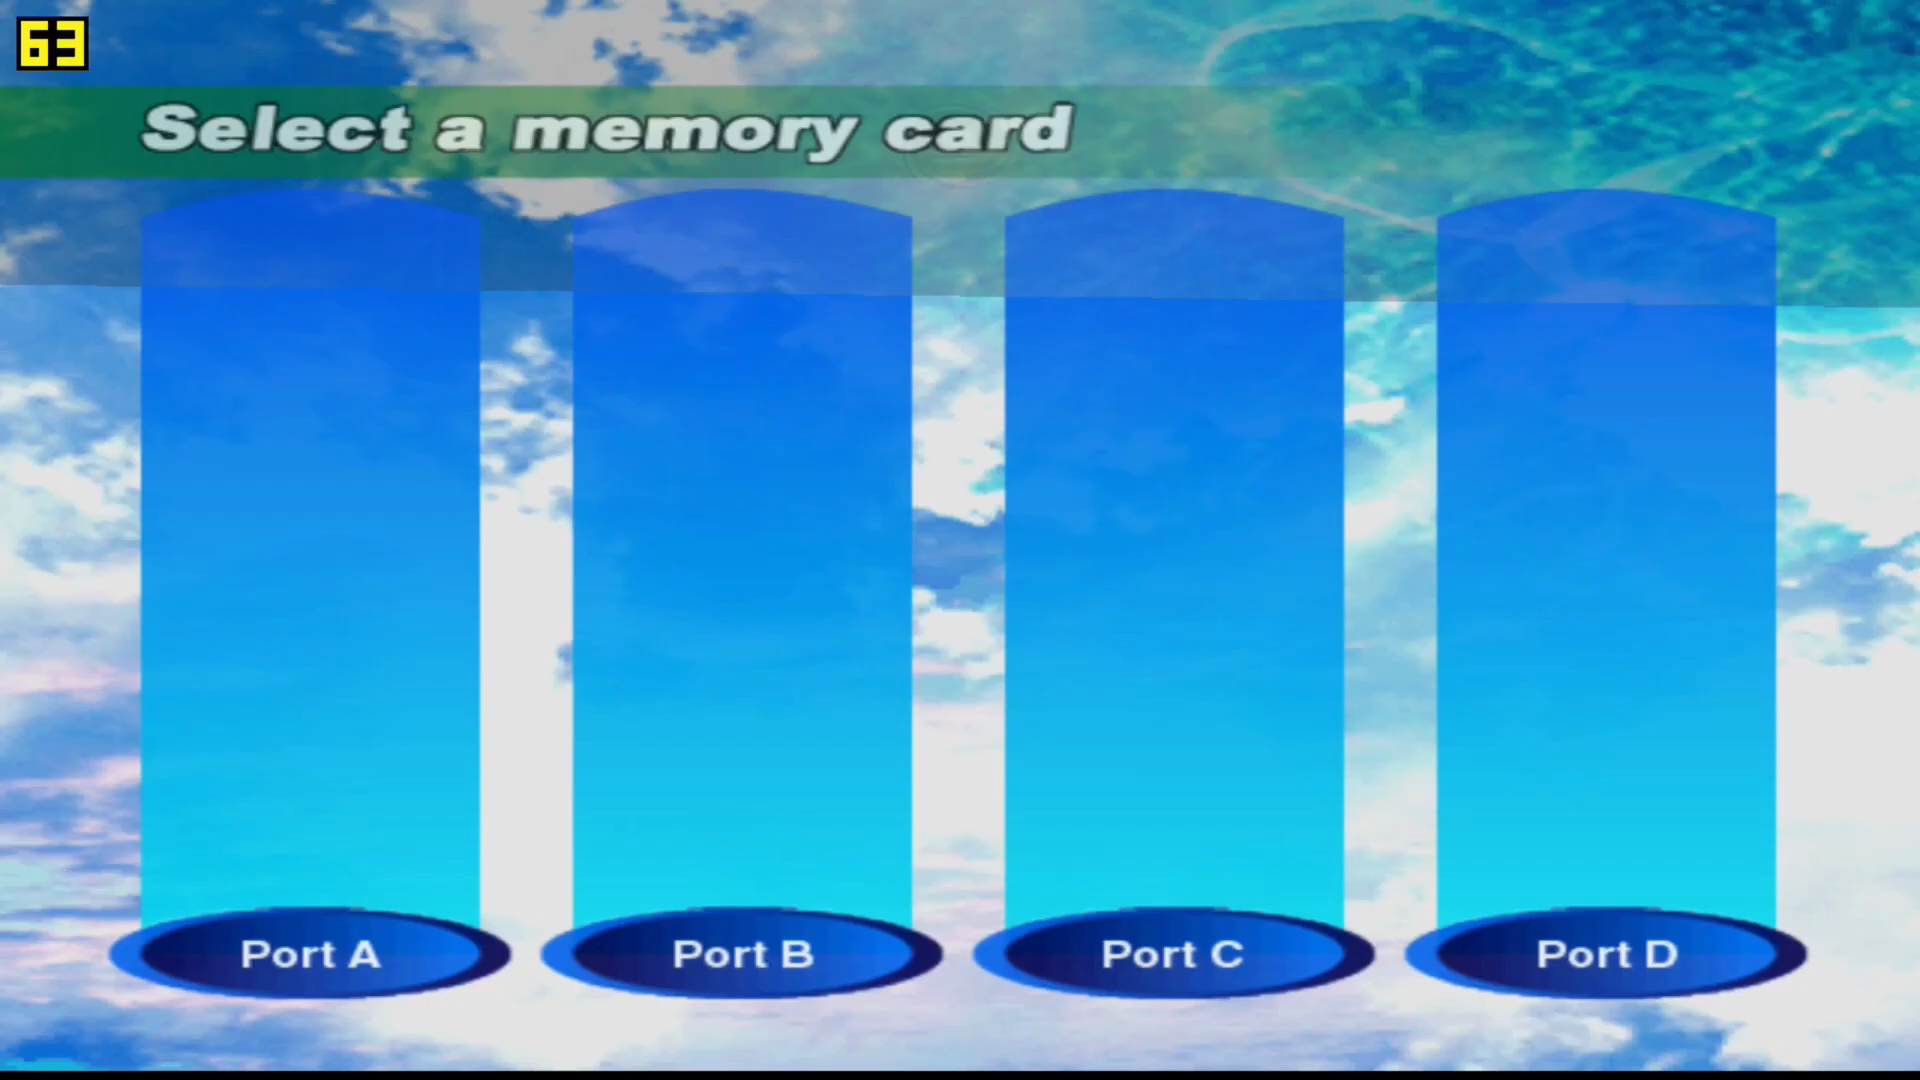 63
Select a memory card
Port A
Port B
Port C
Port D